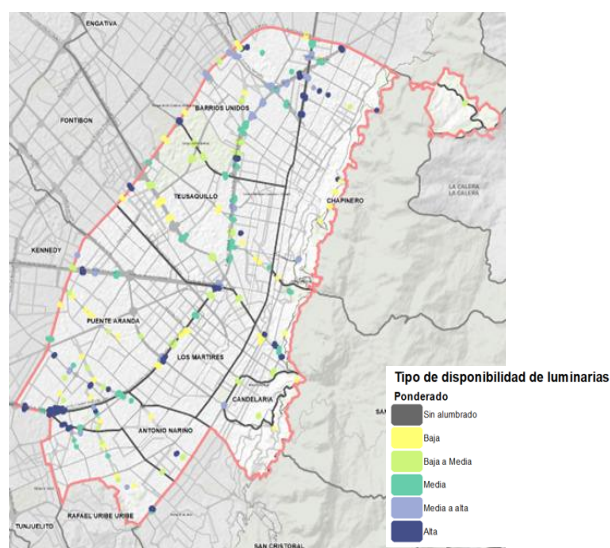 ENGATIVA
BARRIOS UNIDOS
FONTIBON
TEUSAQUILLO
CHAPINERO
LA CALERA
LA CALERA
KENNEDY
PUENTE ARANDA
LOS MARTIRES
CANDELARIA
ANTONIO NARIÑO
RAFAEL URIBE URIBE
TUNJUELITO
SAN CRISTOBAL
SAN
Tipo de disponibilidad de luminarias
Ponderado
Sin alumbrado
Baja
Baja a Media
Media
Media a alta
Alta